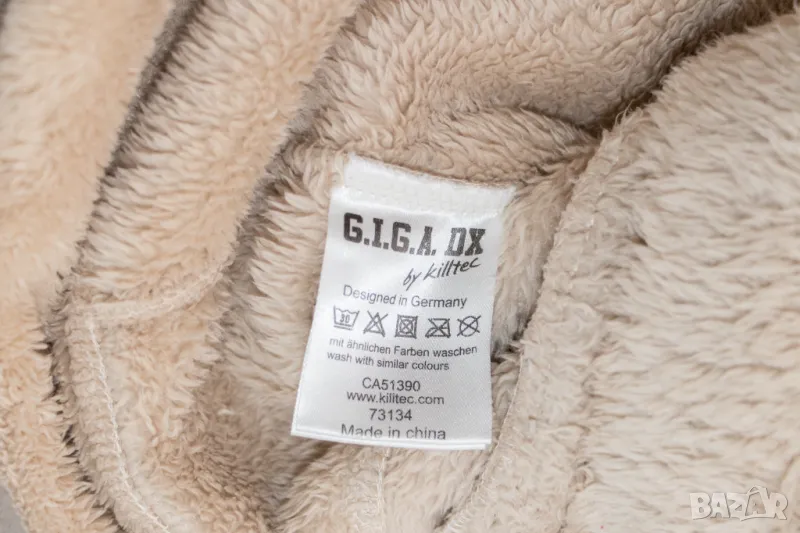 G.I.G.A. DX
by killtec
Designed in Germany
30
mit ähnlichen Farben waschen
wash with similar colours
CA51390
www.killtec.com
73134
Made in china
BAZAR